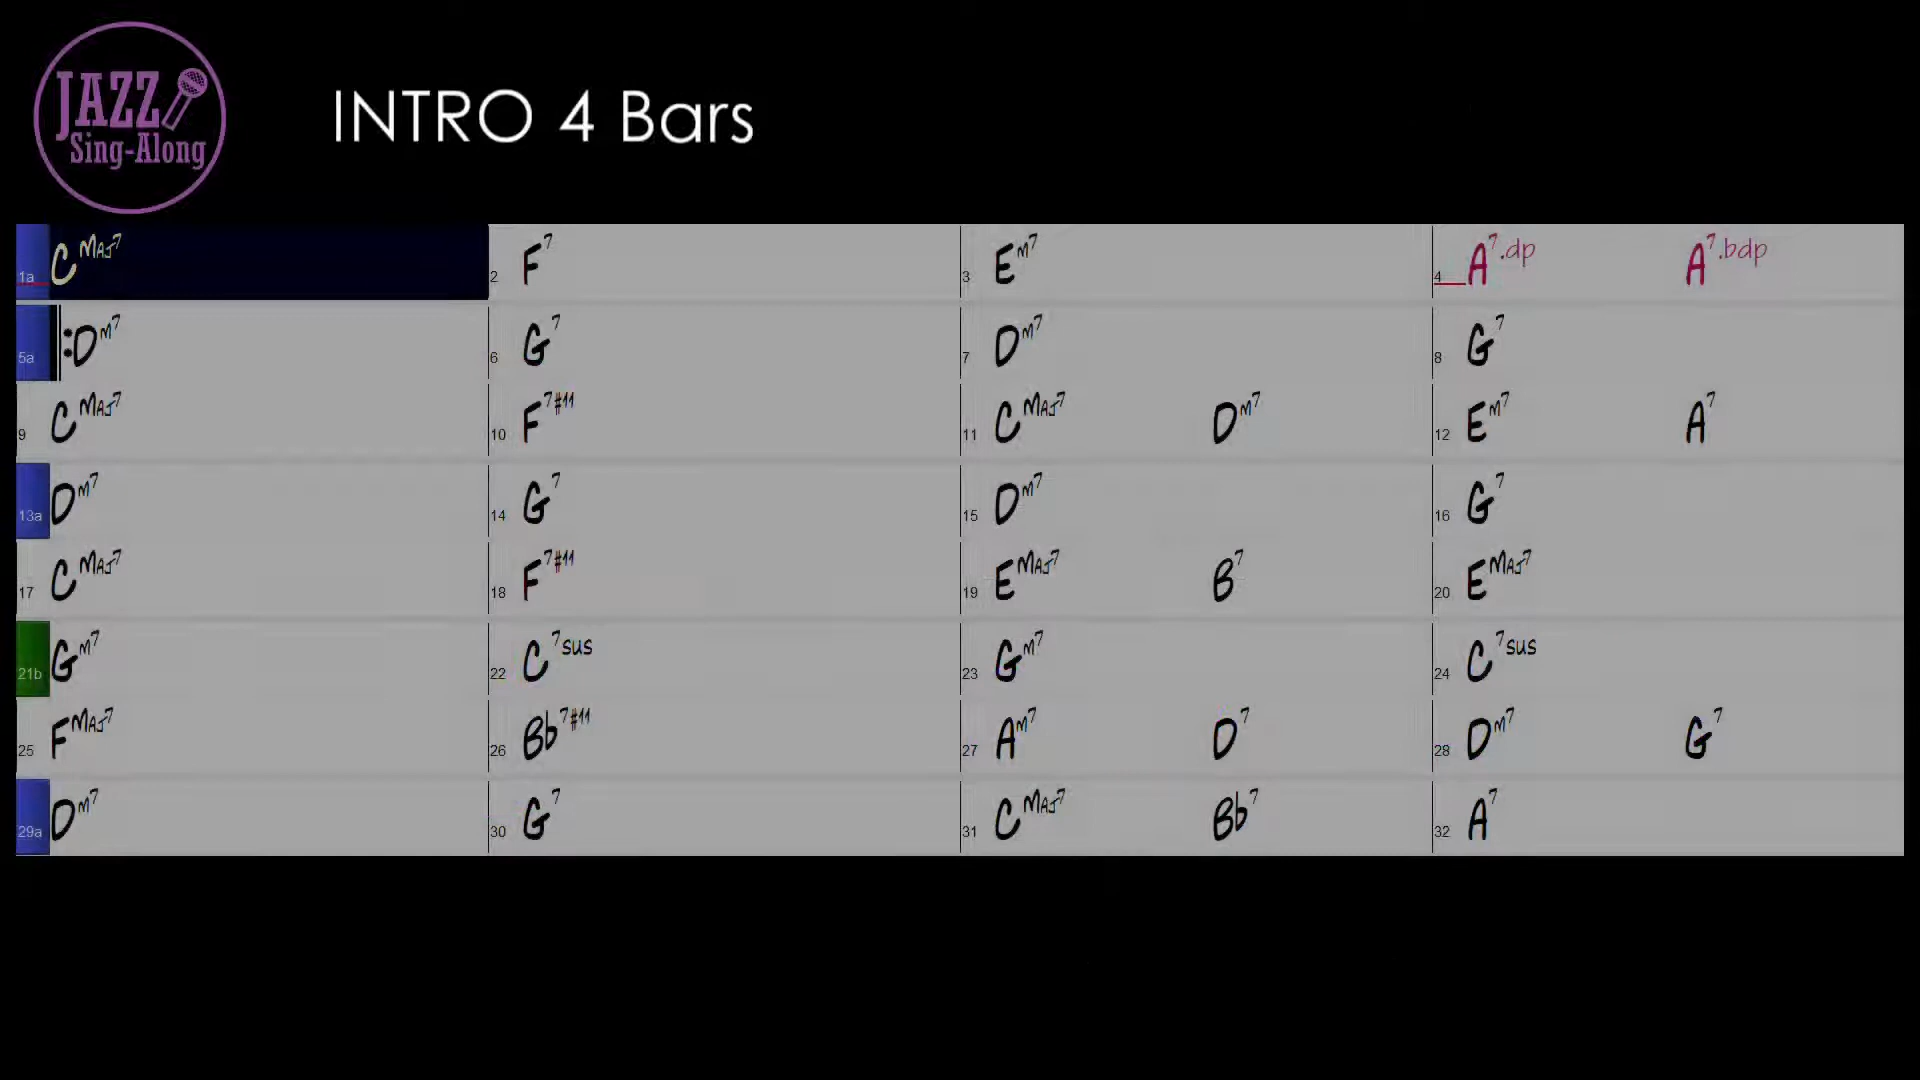 JAZZ
Sing-Along
INTRO 4 Bars
1a CMAJ7 2 F7 3 Em7 4 A7.dp A7.bdp
5a :Dm7 6 G7 7 Dm7 8 G7
9 CMAJ7 10 F7#11 11 CMAJ7 Dm7 12 Em7 A7
13a Dm7 14 G7 15 Dm7 16 G7
17 CMAJ7 18 F7#11 19 EMAJ7 B7 20 EMAJ7
21b Gm7 22 C7sus 23 Gm7 24 C7sus
25 FMAJ7 26 Bb7#11 27 Am7 D7 28 Dm7 G7
29a Dm7 30 G7 31 CMAJ7 Bb7 32 A7